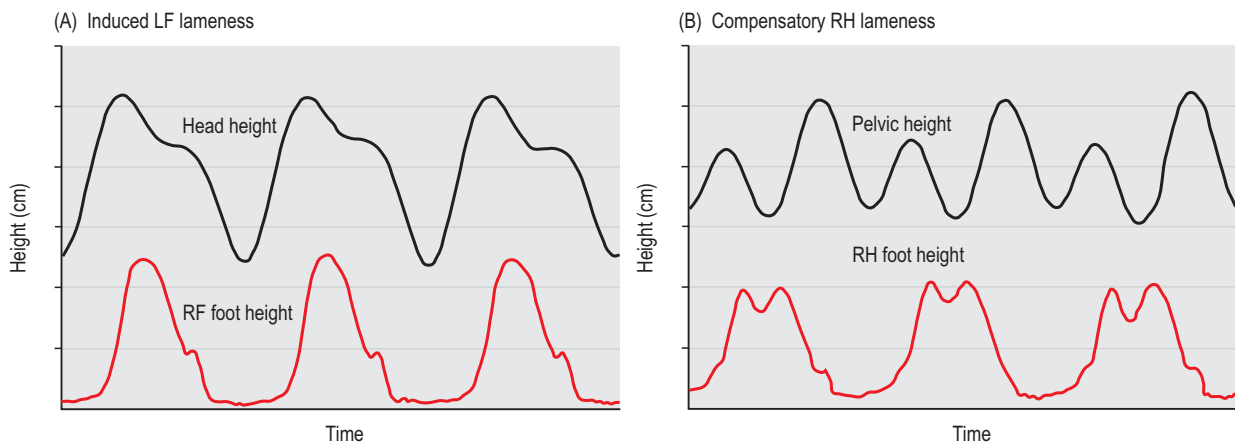 (A) Induced LF lameness
Height (cm)
Head height
RF foot height
Time
(B) Compensatory RH lameness
Height (cm)
Pelvic height
RH foot height
Time